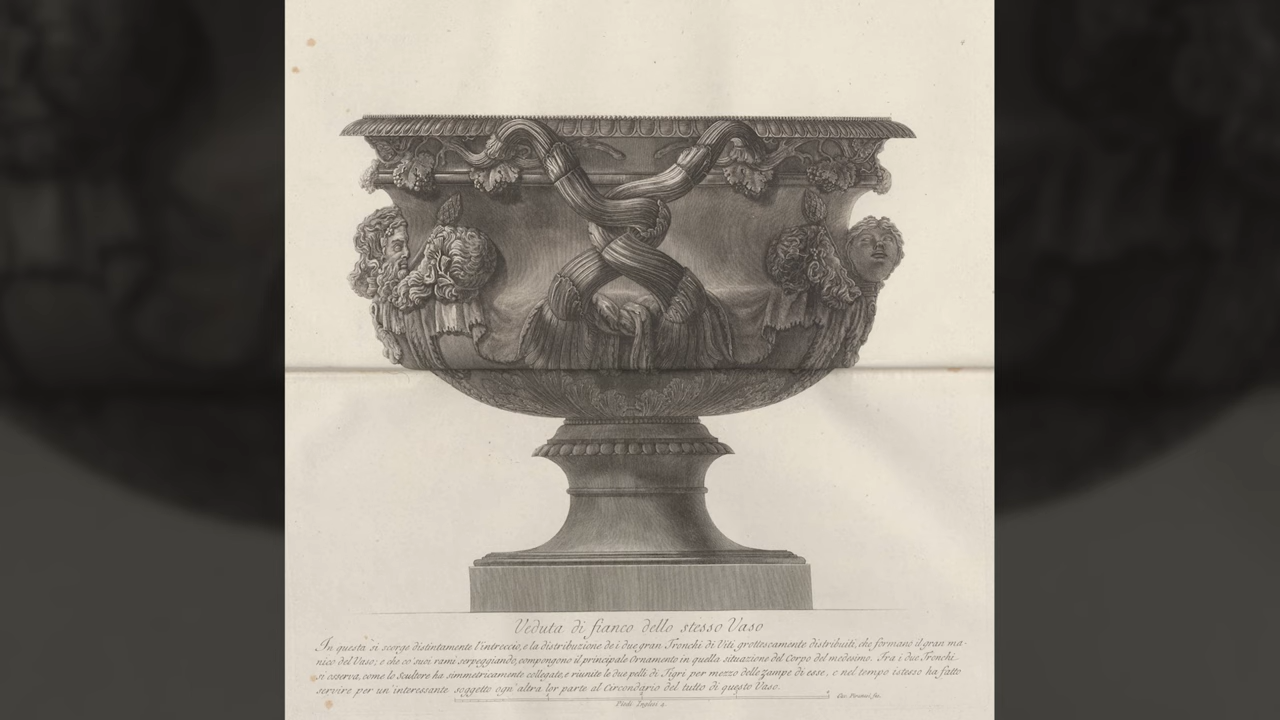 Veduta di fianco dello stesso Vaso
In questa si scorge distintamente l'intreccio, e la distribuzione de i due gran Tronchi di Viti, grottescamente distribuiti, che formano il gran ma-
nico del Vaso; e che co' suoi rami serpeggiando, compongono il principale Ornamento in quella situazione del Corpo del medesimo. Fra i due Tronchi
si osserva, come lo Scultore ha simmetricamente collegate, e riunite le due pelli di Tigri per mezzo delle zampe di esse, e nel tempo istesso ha fatto
servire per un interessante soggetto ogn' altra lor parte al Circondario del tutto di questo Vaso.
Cav. Piranesi fec.
Piedi Inglesi 2.